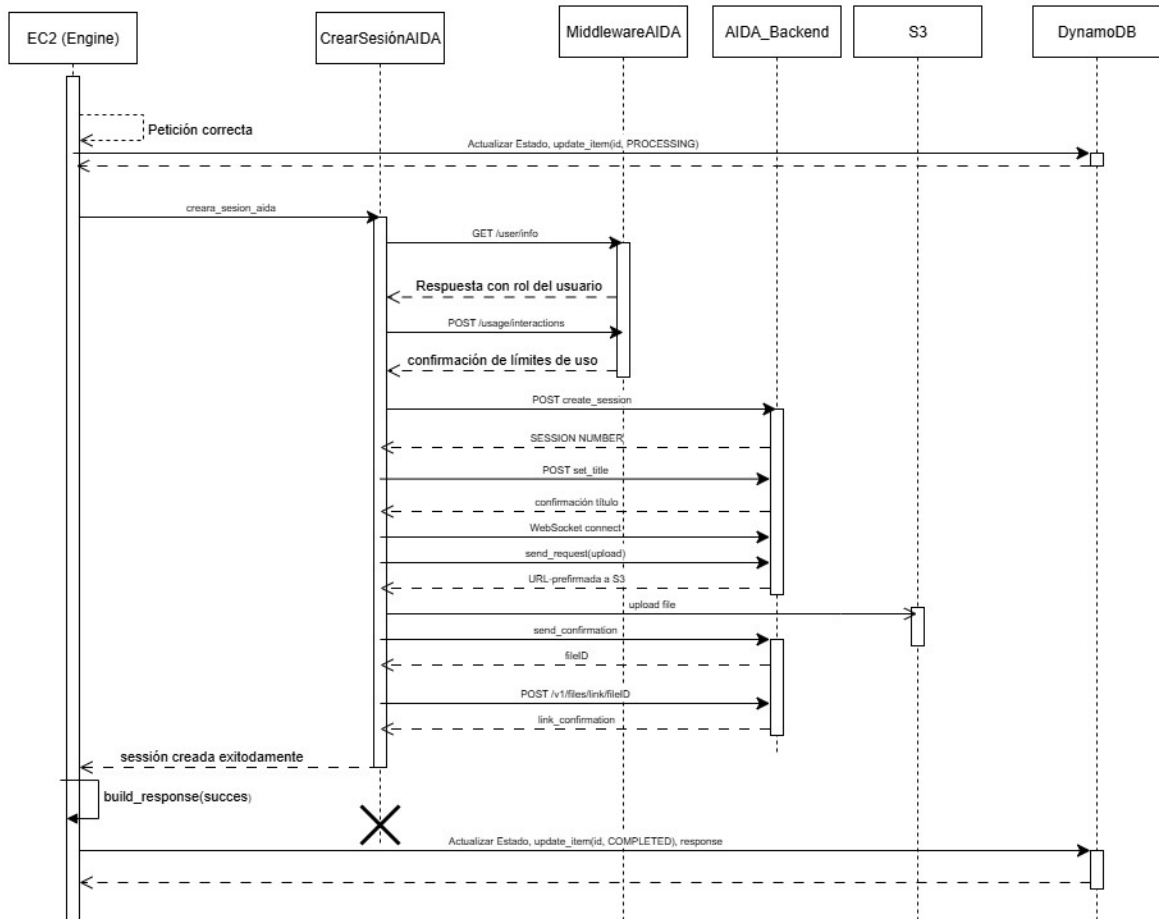 EC2 (Engine)
CrearSesiónAIDA
MiddlewareAIDA
AIDA_Backend
S3
DynamoDB
Petición correcta
Actualizar Estado, update_item(id, PROCESSING)
creara_sesion_aida
GET /user/info
Respuesta con rol del usuario
POST /usage/interactions
confirmación de límites de uso
POST create_session
SESSION NUMBER
POST set_title
confirmación título
WebSocket connect
send_request(upload)
URL-prefirmada a S3
upload file
send_confirmation
fileID
POST /v1/files/link/fileID
link_confirmation
sessión creada exitodamente
build_response(succes)
Actualizar Estado, update_item(id, COMPLETED), response